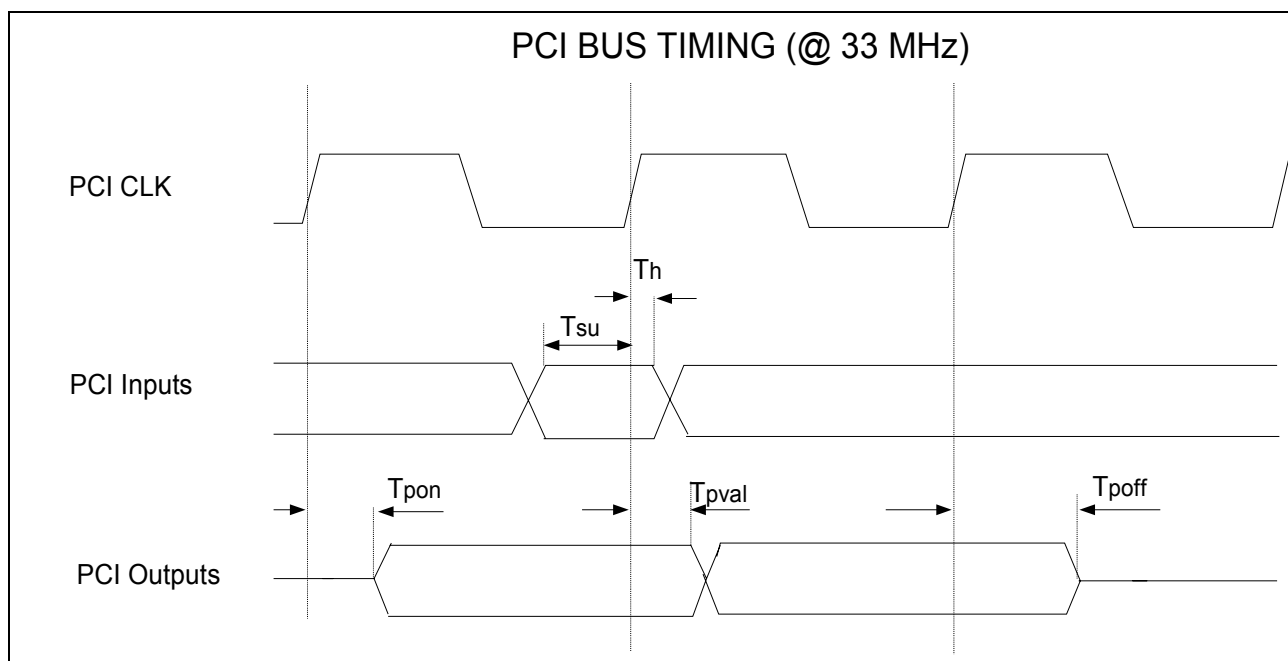 PCI BUS TIMING (@ 33 MHz)
PCI CLK
Th
Tsu
PCI Inputs
Tpon
Tpval
Tpoff
PCI Outputs